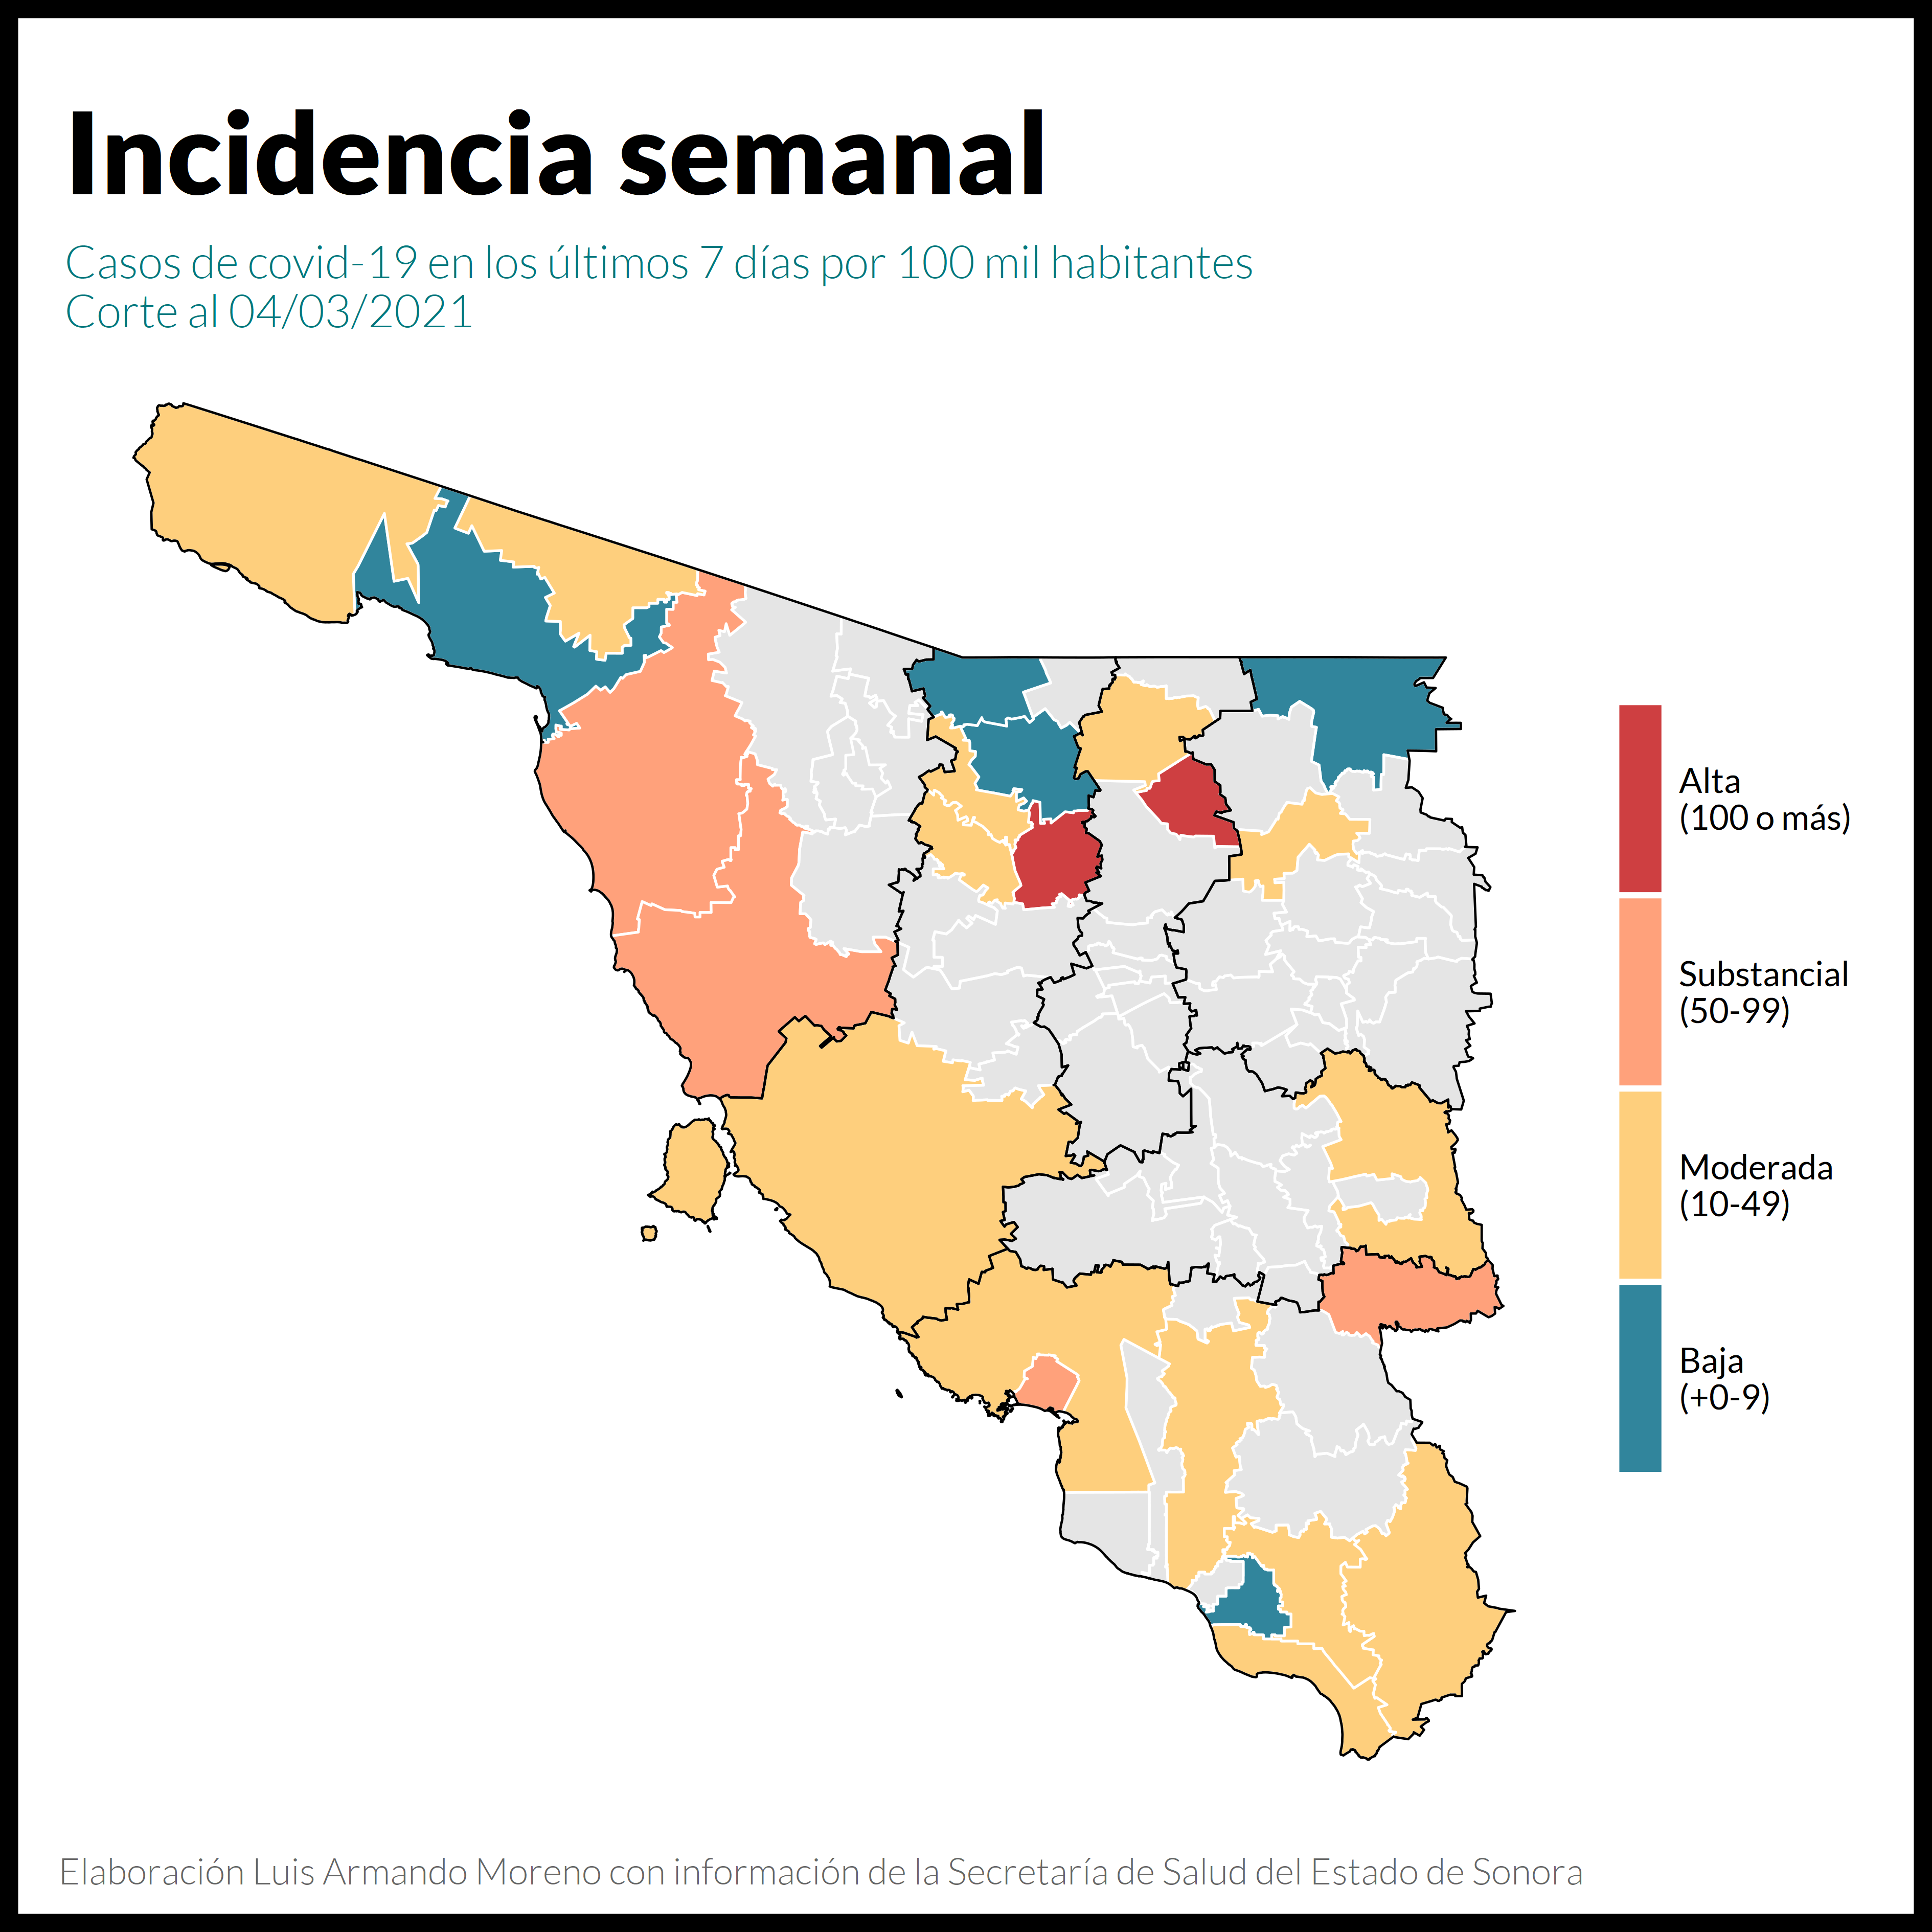 Incidencia semanal
Casos de covid-19 en los últimos 7 días por 100 mil habitantes
Corte al 04/03/2021
Alta
(100 o más)
Substancial
(50-99)
Moderada
(10-49)
Baja
(+0-9)
Elaboración Luis Armando Moreno con información de la Secretaría de Salud del Estado de Sonora